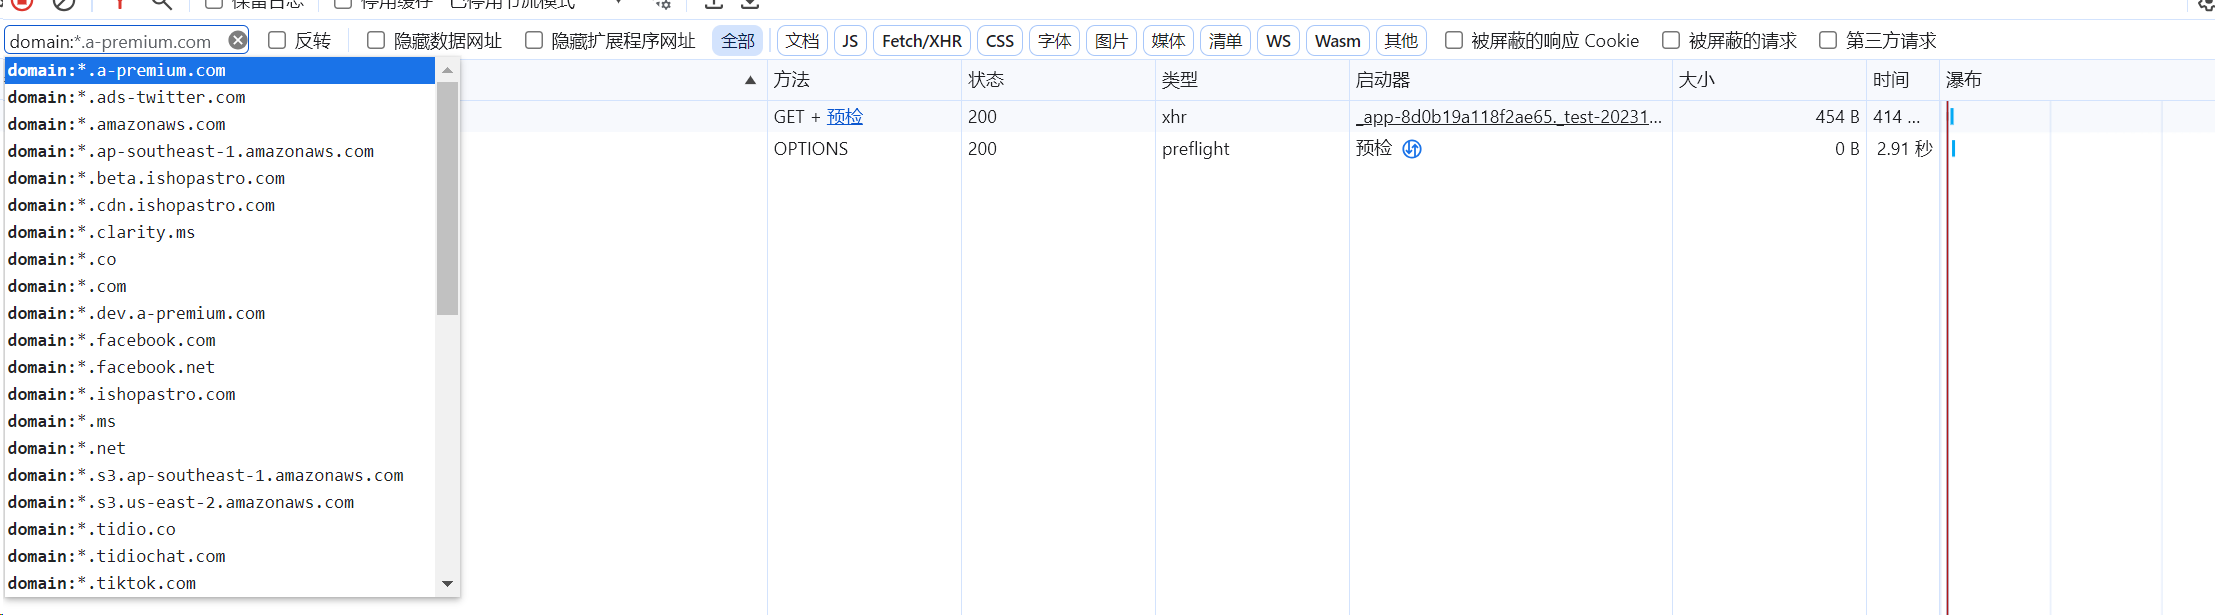 保留日志 停用缓存 已停用节流模式
domain:*.a-premium.com 反转 隐藏数据网址 隐藏扩展程序网址 全部 文档 JS Fetch/XHR CSS 字体 图片 媒体 清单 WS Wasm 其他 被屏蔽的响应 Cookie 被屏蔽的请求 第三方请求
方法 状态 类型 启动器 大小 时间 瀑布
GET + 预检 200 xhr _app-8d0b19a118f2ae65._test-20231... 454 B 414 ...
OPTIONS 200 preflight 预检 0 B 2.91 秒
domain:*.a-premium.com
domain:*.ads-twitter.com
domain:*.amazonaws.com
domain:*.ap-southeast-1.amazonaws.com
domain:*.beta.ishopastro.com
domain:*.cdn.ishopastro.com
domain:*.clarity.ms
domain:*.co
domain:*.com
domain:*.dev.a-premium.com
domain:*.facebook.com
domain:*.facebook.net
domain:*.ishopastro.com
domain:*.ms
domain:*.net
domain:*.s3.ap-southeast-1.amazonaws.com
domain:*.s3.us-east-2.amazonaws.com
domain:*.tidio.co
domain:*.tidiochat.com
domain:*.tiktok.com